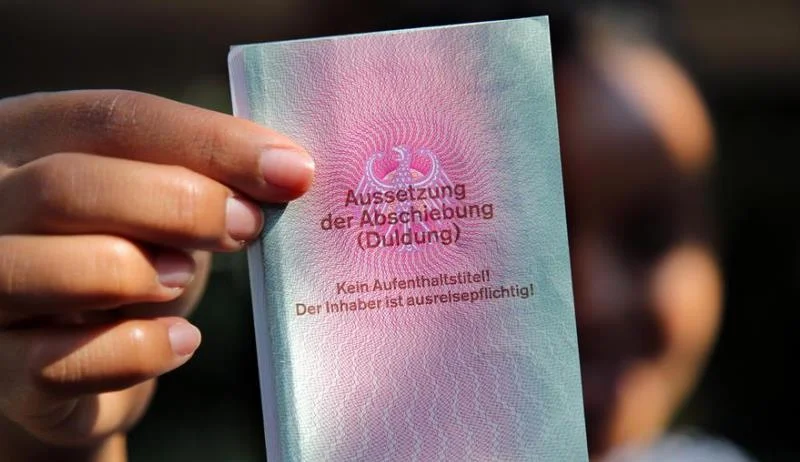 Aussetzung
der Abschiebung
(Duldung)
Kein Aufenthaltstitel!
Der Inhaber ist ausreisepflichtig!